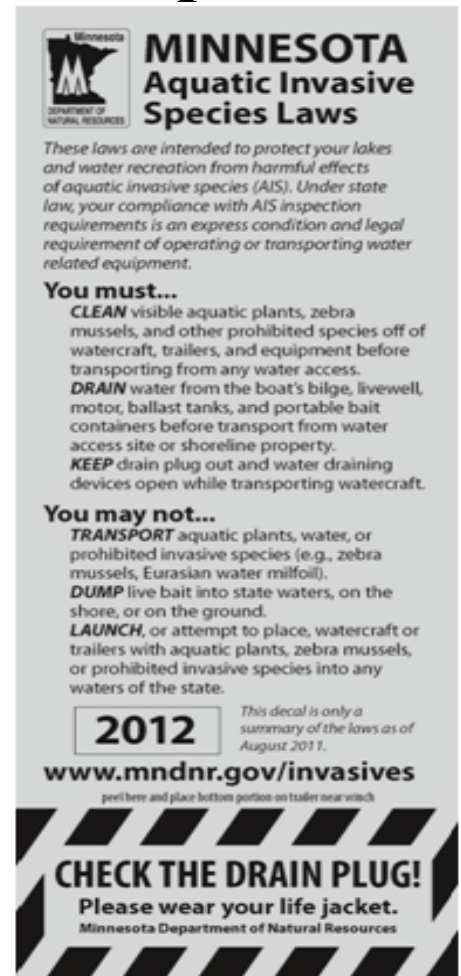 Minnesota
DEPARTMENT OF
NATURAL RESOURCES
MINNESOTA
Aquatic Invasive
Species Laws
These laws are intended to protect your lakes
and water recreation from harmful effects
of aquatic invasive species (AIS). Under state
law, your compliance with AIS inspection
requirements is an express condition and legal
requirement of operating or transporting water
related equipment.
You must...
CLEAN visible aquatic plants, zebra
mussels, and other prohibited species off of
watercraft, trailers, and equipment before
transporting from any water access.
DRAIN water from the boat's bilge, livewell,
motor, ballast tanks, and portable bait
containers before transport from water
access site or shoreline property.
KEEP drain plug out and water draining
devices open while transporting watercraft.
You may not...
TRANSPORT aquatic plants, water, or
prohibited invasive species (e.g., zebra
mussels, Eurasian water milfoil).
DUMP live bait into state waters, on the
shore, or on the ground.
LAUNCH, or attempt to place, watercraft or
trailers with aquatic plants, zebra mussels,
or prohibited invasive species into any
waters of the state.
2012
This decal is only a
summary of the laws as of
August 2011.
www.mndnr.gov/invasives
peel here and place bottom portion on trailer near winch
CHECK THE DRAIN PLUG!
Please wear your life jacket.
Minnesota Department of Natural Resources